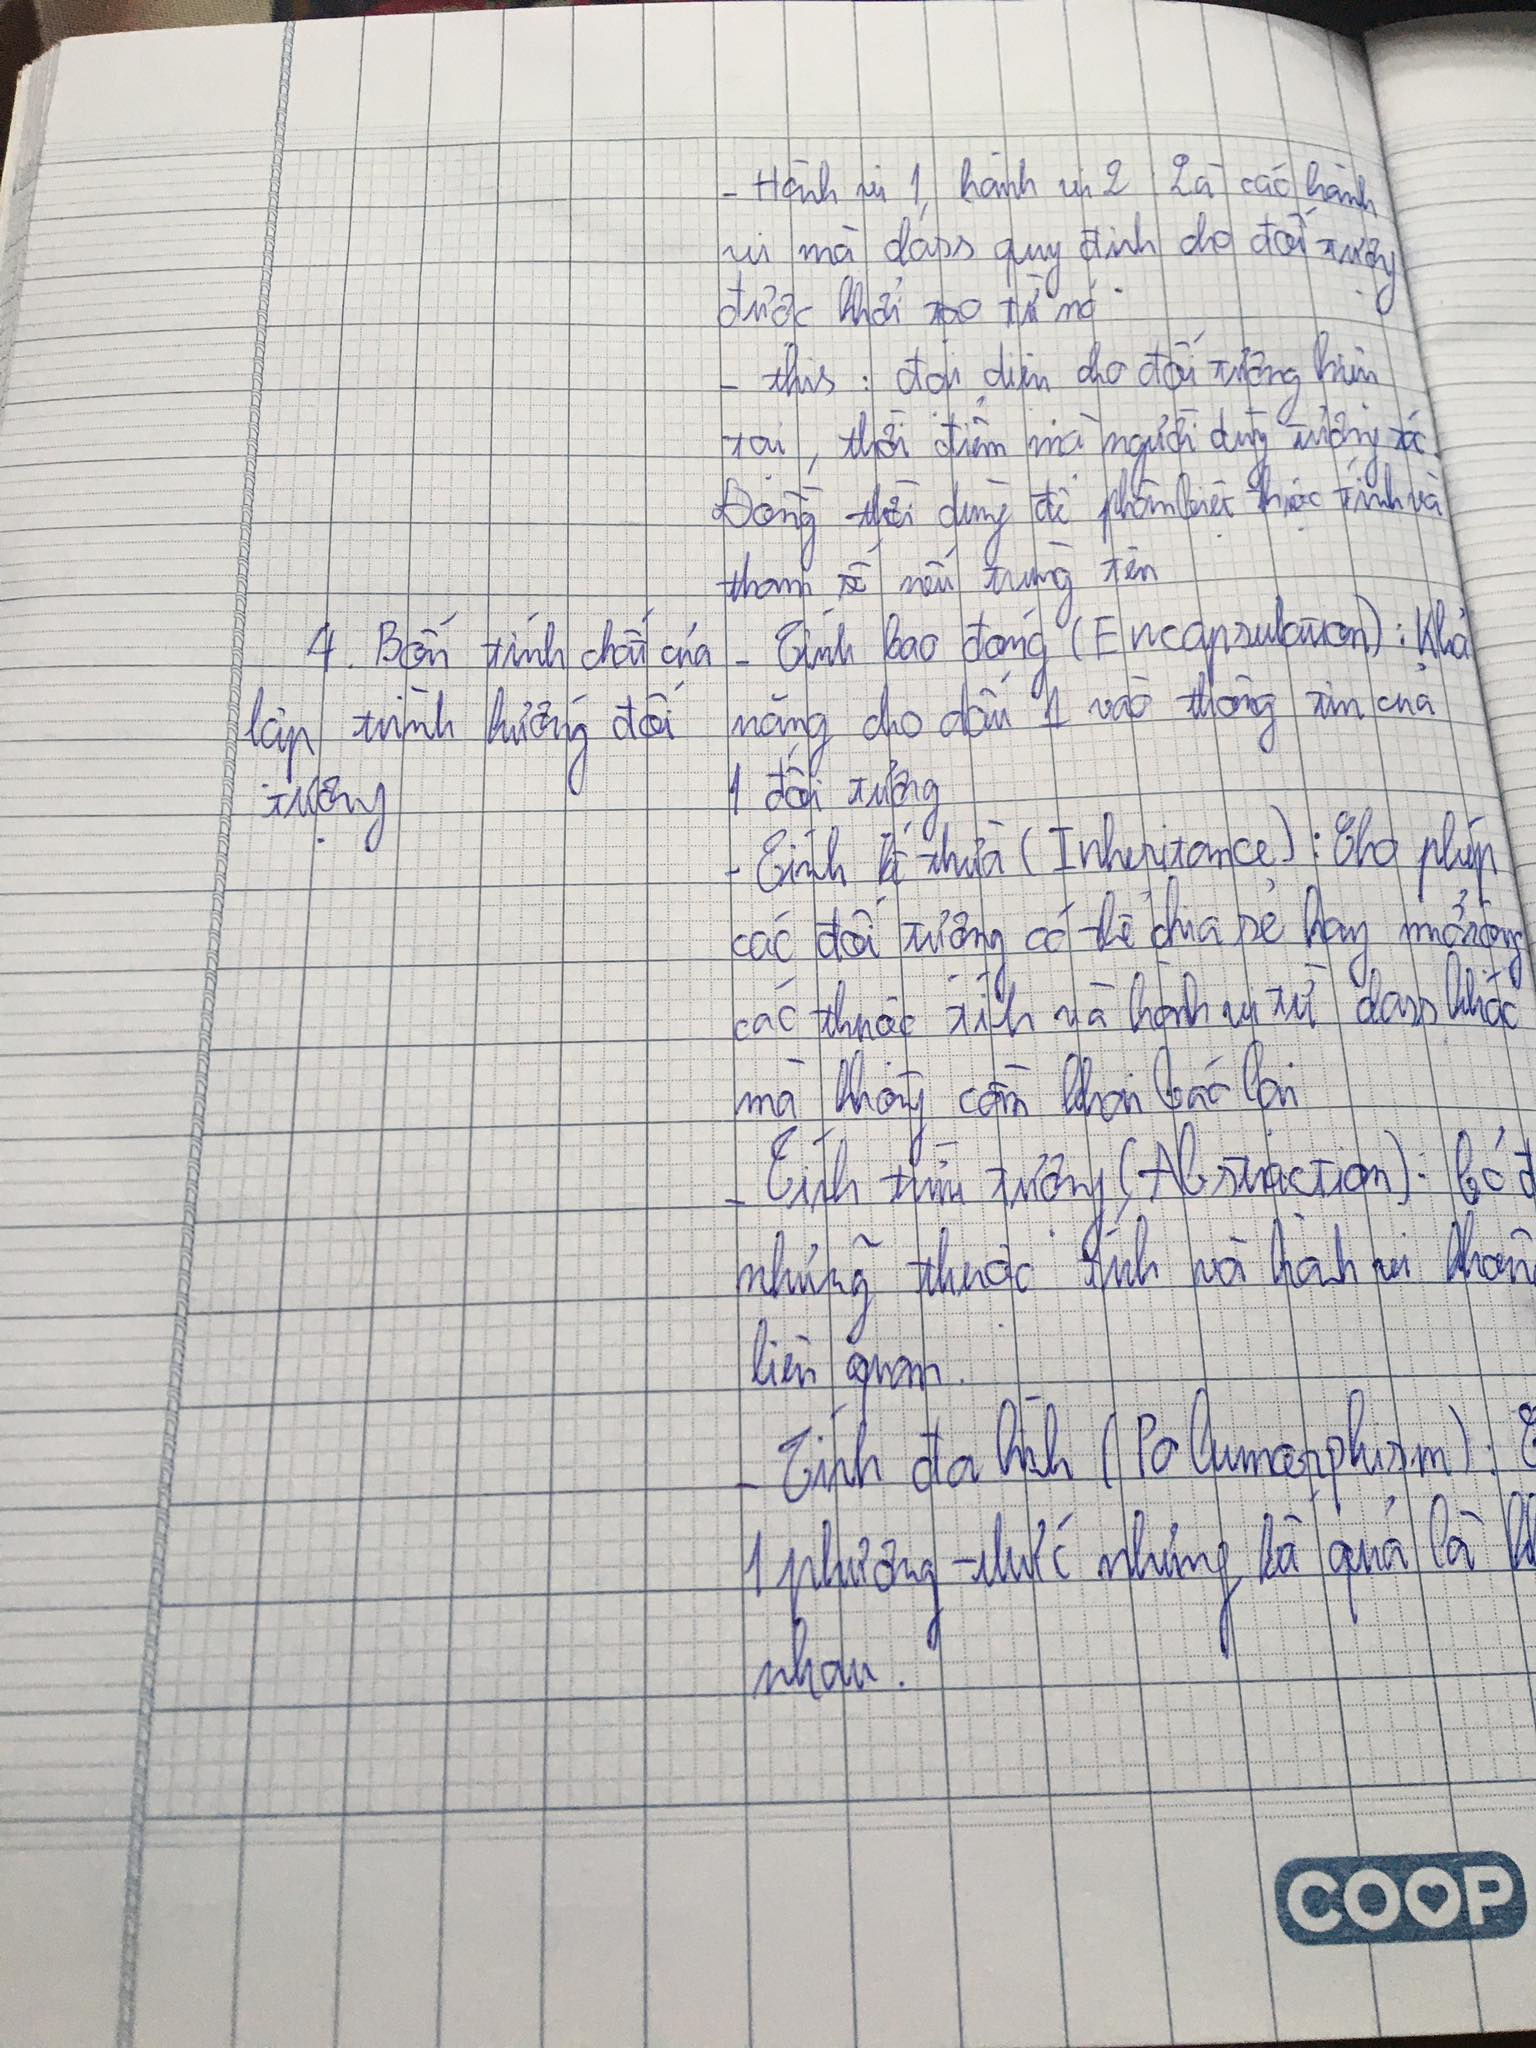 - Hành vi 1, hành vi 2 : Là các hành
vi mà class quy định cho đối tượng
được khởi tạo từ nó
- this : đại diện cho đối tượng hiện
tại, thời điểm mà người dùng tương tác.
Đồng thời dùng để phân biệt thuộc tính và
tham số nếu trùng tên
4. Bốn tính chất của
lập trình hướng đối
tượng
- Tính bao đóng (Encapsulation) : Khả
năng che dấu 1 vào thông tin của
1 đối tượng
- Tính kế thừa (Inheritance) : Cho phép
các đối tượng có thể chia sẻ hay mở rộng
các thuộc tính và hành vi từ class khác
mà không cần khai báo lại
- Tính trừu tượng (Abstraction) : bỏ đ
những thuộc tính và hành vi không
liên quan.
- Tính đa hình (Polumorphism) :
1 phương thức nhưng kết quả là
nhau.
COOP